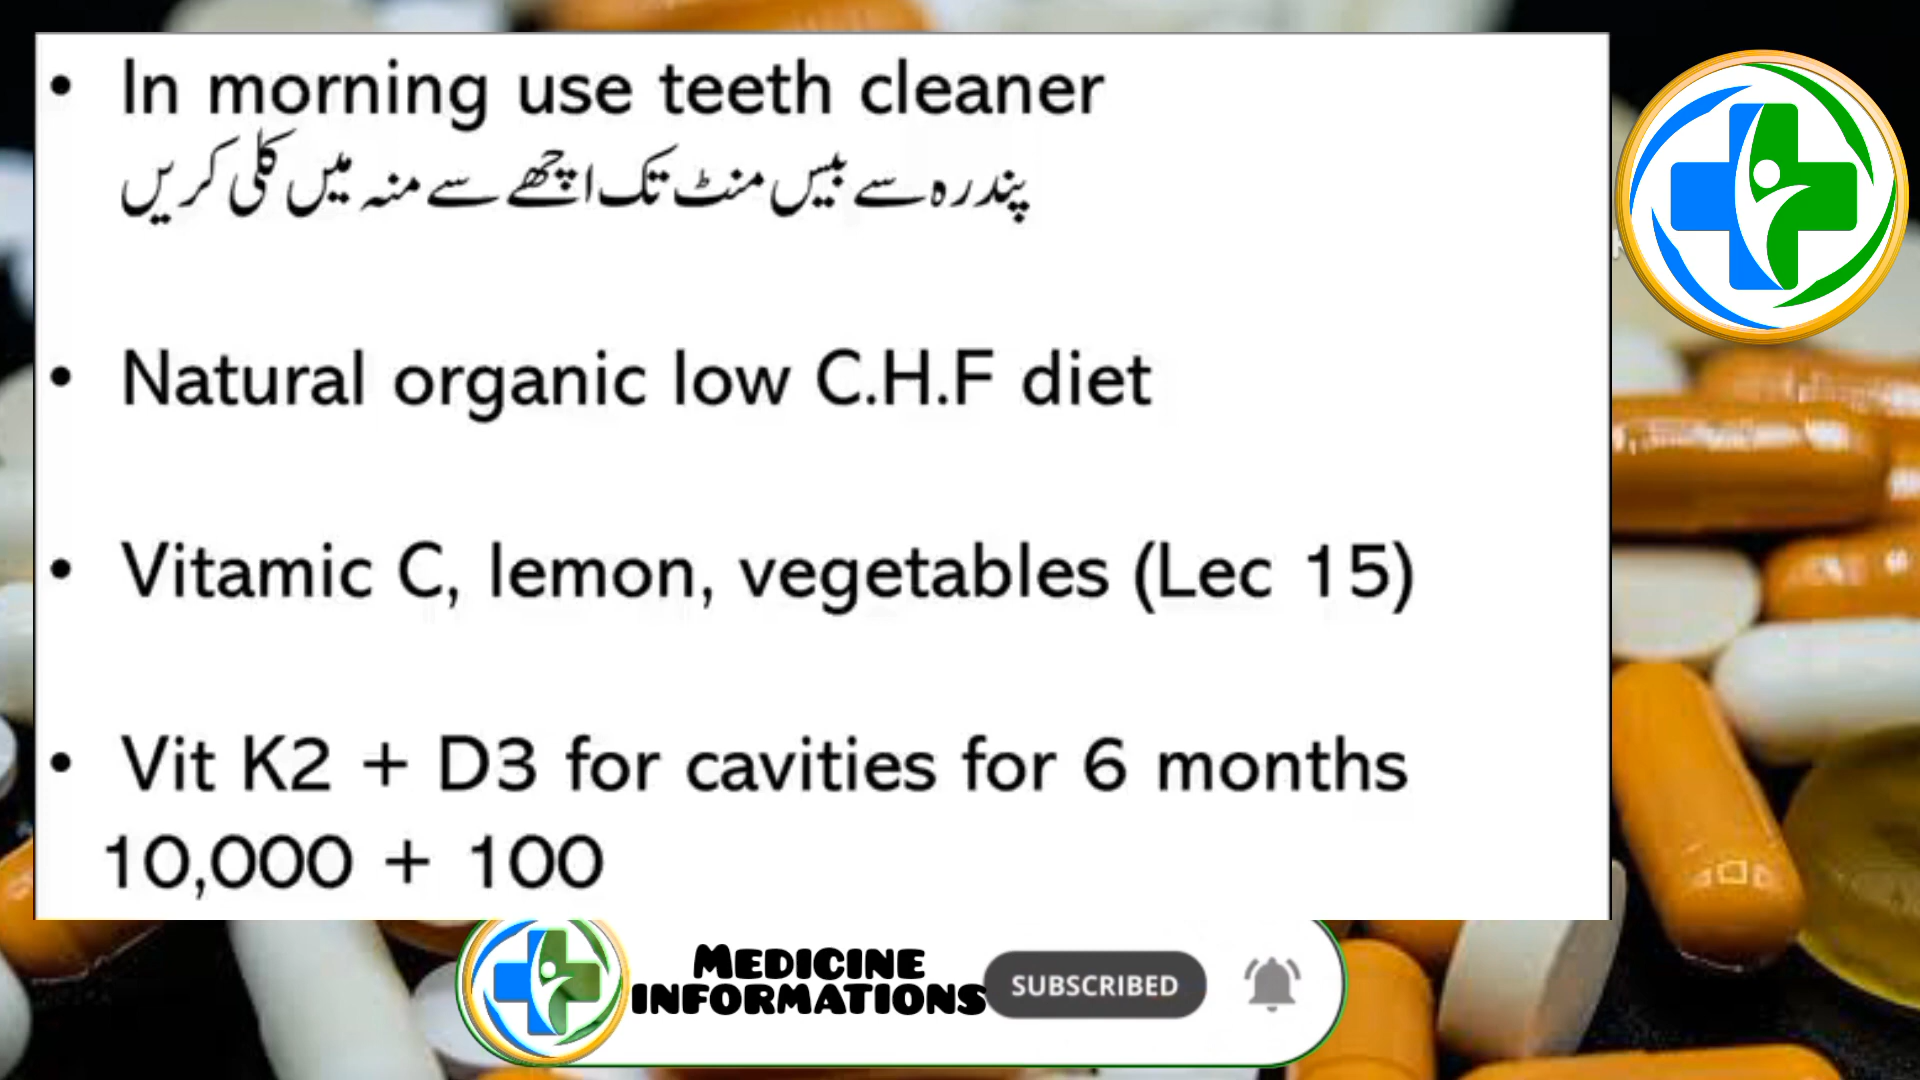 • In morning use teeth cleaner
پندرہ سے بیس منٹ تک اچھے سے منہ میں کلی کریں
• Natural organic low C.H.F diet
• Vitamic C, lemon, vegetables (Lec 15)
• Vit K2 + D3 for cavities for 6 months
10,000 + 100
MEDICINE
INFORMATIONS
SUBSCRIBED